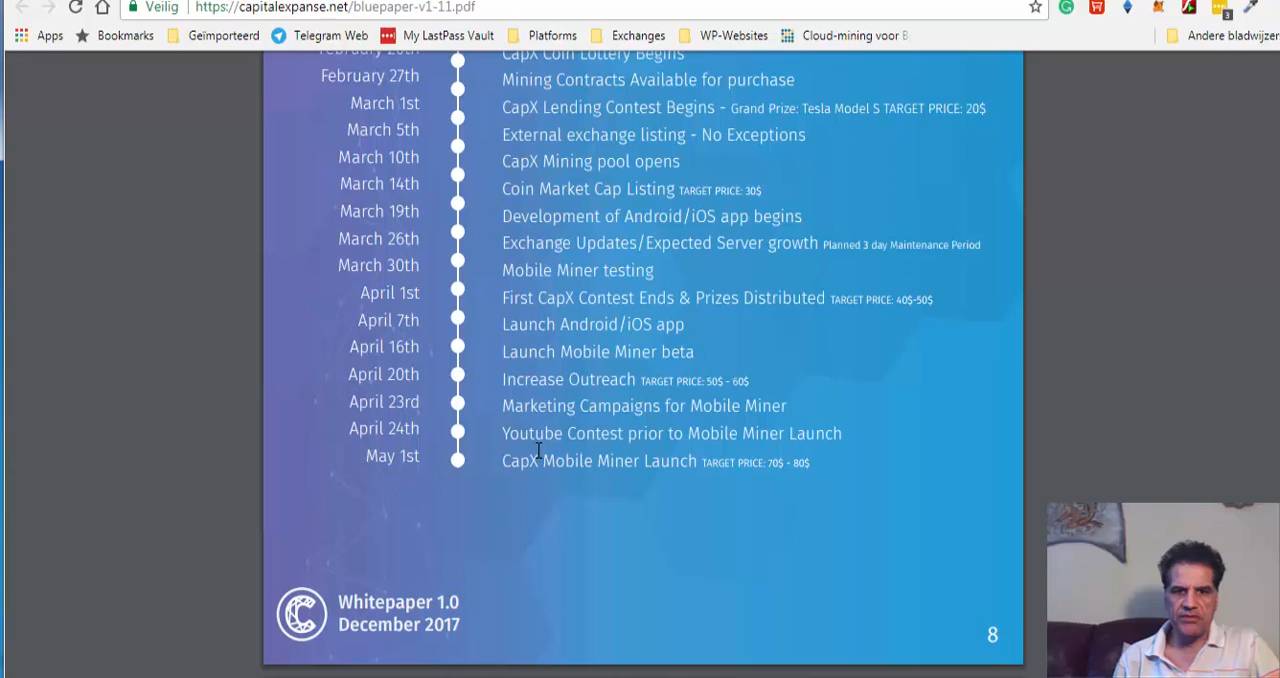 Veilig
https://capitalexpanse.net/bluepaper-v1-11.pdf
3
Apps
Bookmarks
Geïmporteerd
Telegram Web
My LastPass Vault
Platforms
Exchanges
WP-Websites
Cloud-mining voor
Andere bladwijzer
CapX Coin Lottery Begins
February 27th Mining Contracts Available for purchase
March 1st CapX Lending Contest Begins - Grand Prize: Tesla Model S TARGET PRICE: 20$
March 5th External exchange listing - No Exceptions
March 10th CapX Mining pool opens
March 14th Coin Market Cap Listing TARGET PRICE: 30$
March 19th Development of Android/iOS app begins
March 26th Exchange Updates/Expected Server growth Planned 3 day Maintenance Period
March 30th Mobile Miner testing
April 1st First CapX Contest Ends & Prizes Distributed TARGET PRICE: 40$-50$
April 7th Launch Android/iOS app
April 16th Launch Mobile Miner beta
April 20th Increase Outreach TARGET PRICE: 50$ - 60$
April 23rd Marketing Campaigns for Mobile Miner
April 24th Youtube Contest prior to Mobile Miner Launch
May 1st CapX Mobile Miner Launch TARGET PRICE: 70$ - 80$
Whitepaper 1.0
December 2017
8